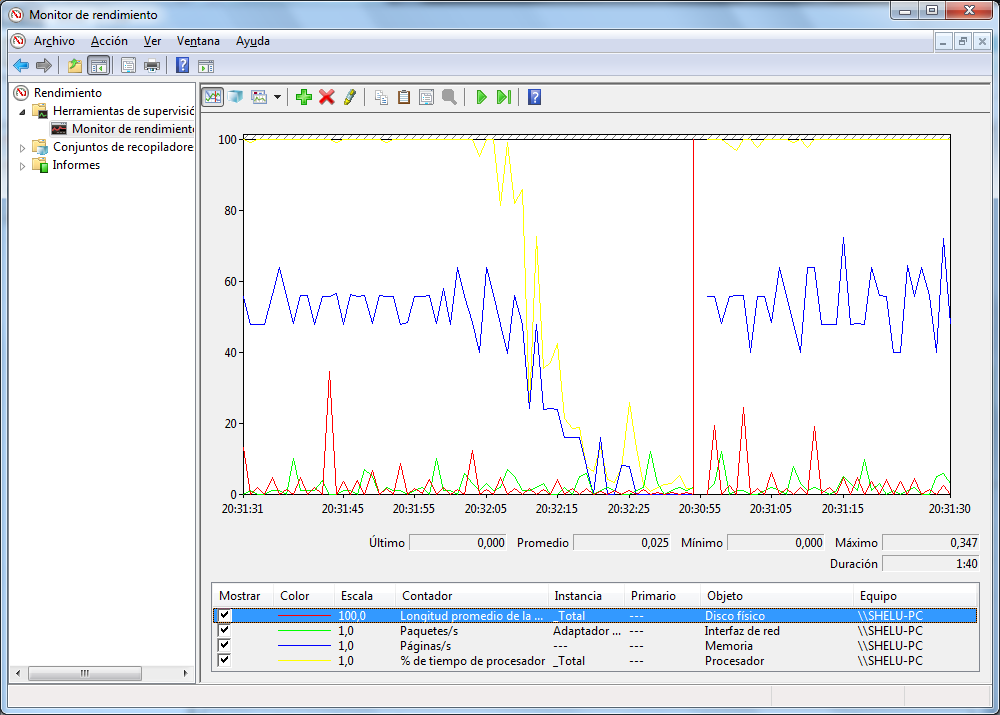 Monitor de rendimiento
Archivo Acción Ver Ventana Ayuda
Rendimiento
Herramientas de supervisió
Monitor de rendimiento
Conjuntos de recopiladore
Informes
100
80
60
40
20
0
20:31:31 20:31:45 20:31:55 20:32:05 20:32:15 20:32:25 20:30:55 20:31:05 20:31:15 20:31:30
Último 0,000 Promedio 0,025 Mínimo 0,000 Máximo 0,347
Duración 1:40
Mostrar Color Escala Contador Instancia Primario Objeto Equipo
100,0 Longitud promedio de la ... _Total --- Disco físico \\SHELU-PC
1,0 Paquetes/s Adaptador ... --- Interfaz de red \\SHELU-PC
1,0 Páginas/s --- --- Memoria \\SHELU-PC
1,0 % de tiempo de procesador _Total --- Procesador \\SHELU-PC